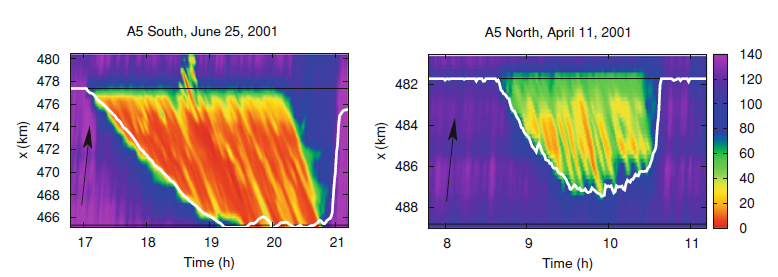 A5 South, June 25, 2001
480
478
476
474
472
470
468
466
x (km)
17 18 19 20 21
Time (h)
A5 North, April 11, 2001
482
484
486
488
x (km)
8 9 10 11
Time (h)
140
120
100
80
60
40
20
0